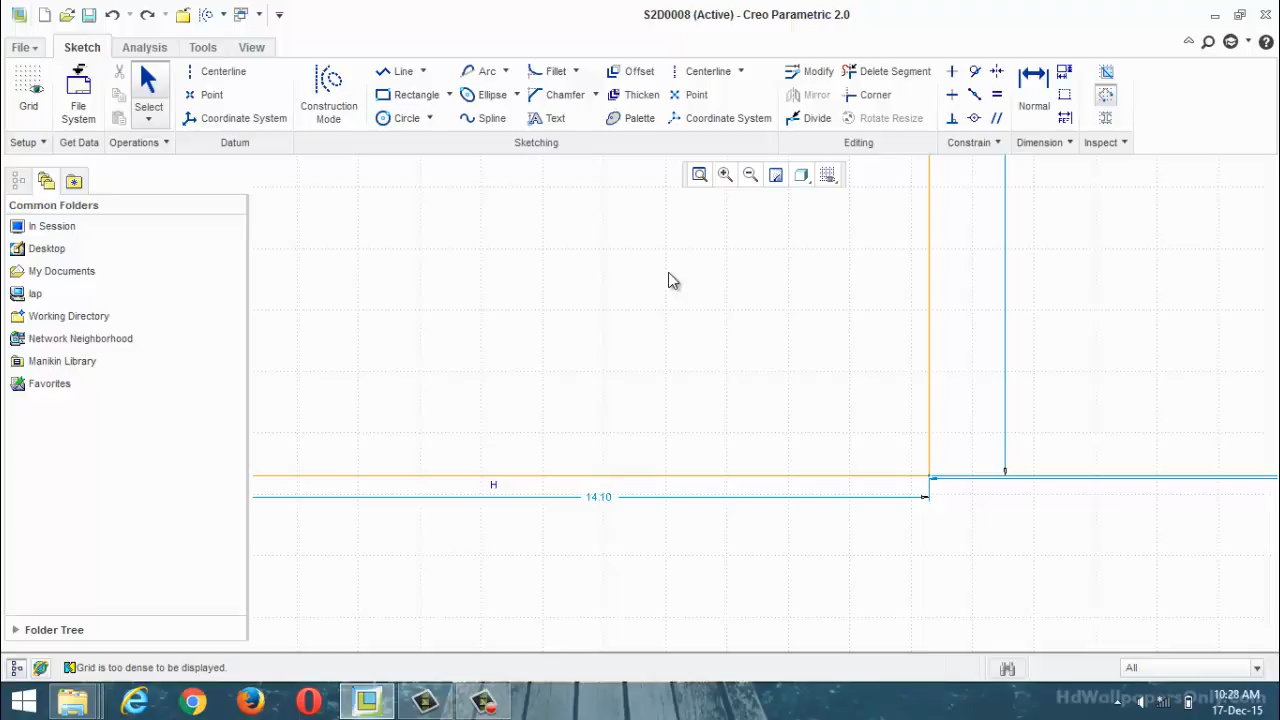 S2D0008 (Active) - Creo Parametric 2.0
File
Sketch
Analysis
Tools
View
Grid
File
System
Select
Centerline
Point
Coordinate System
Construction
Mode
Line
Arc
Fillet
Offset
Centerline
Rectangle
Ellipse
Chamfer
Thicken
Point
Circle
Spline
Text
Palette
Coordinate System
Modify
Delete Segment
Mirror
Corner
Divide
Rotate Resize
Normal
Setup
Get Data
Operations
Datum
Sketching
Editing
Constrain
Dimension
Inspect
Common Folders
In Session
Desktop
My Documents
lap
Working Directory
Network Neighborhood
Manikin Library
Favorites
H
14.10
Folder Tree
Grid is too dense to be displayed.
All
HdWallpapersOnly.com
10:28 AM
17-Dec-15